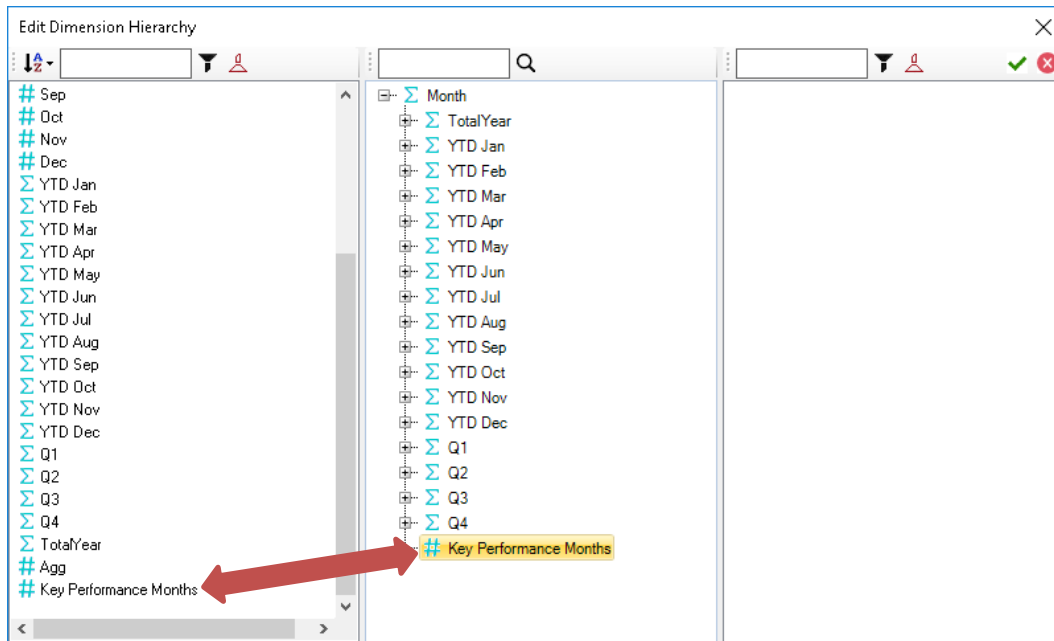 Edit Dimension Hierarchy
# Sep
# Oct
# Nov
# Dec
Σ YTD Jan
Σ YTD Feb
Σ YTD Mar
Σ YTD Apr
Σ YTD May
Σ YTD Jun
Σ YTD Jul
Σ YTD Aug
Σ YTD Sep
Σ YTD Oct
Σ YTD Nov
Σ YTD Dec
Σ Q1
Σ Q2
Σ Q3
Σ Q4
Σ TotalYear
# Agg
# Key Performance Months
Σ Month
Σ TotalYear
Σ YTD Jan
Σ YTD Feb
Σ YTD Mar
Σ YTD Apr
Σ YTD May
Σ YTD Jun
Σ YTD Jul
Σ YTD Aug
Σ YTD Sep
Σ YTD Oct
Σ YTD Nov
Σ YTD Dec
Σ Q1
Σ Q2
Σ Q3
Σ Q4
# Key Performance Months